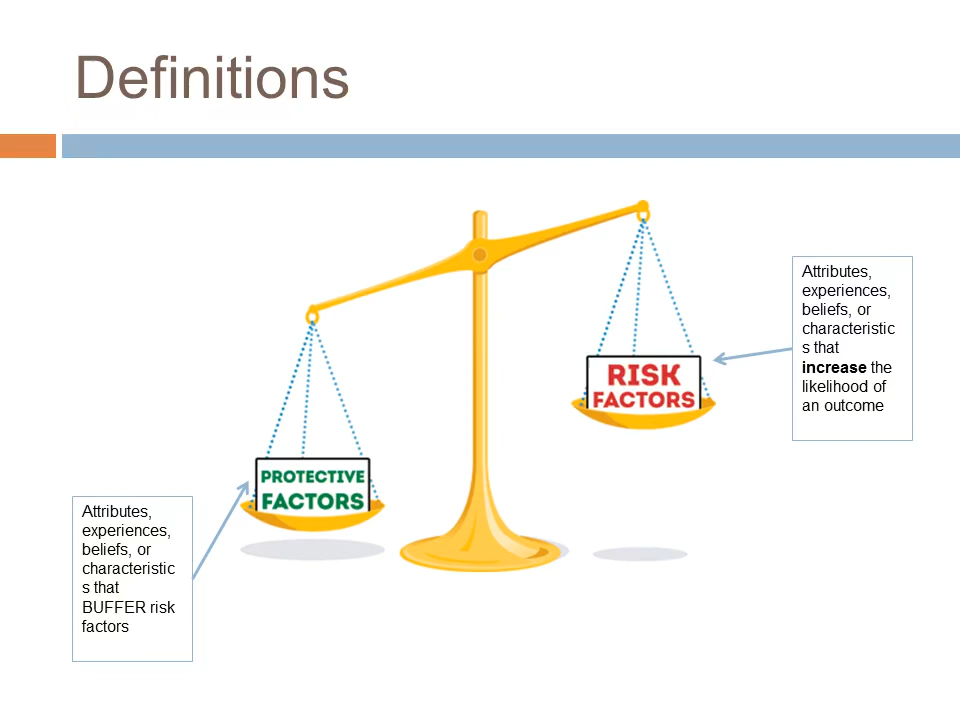 Definitions
Attributes,
experiences,
beliefs, or
characteristic
s that
increase the
likelihood of
an outcome
RISK
FACTORS
PROTECTIVE
FACTORS
Attributes,
experiences,
beliefs, or
characteristic
s that
BUFFER risk
factors